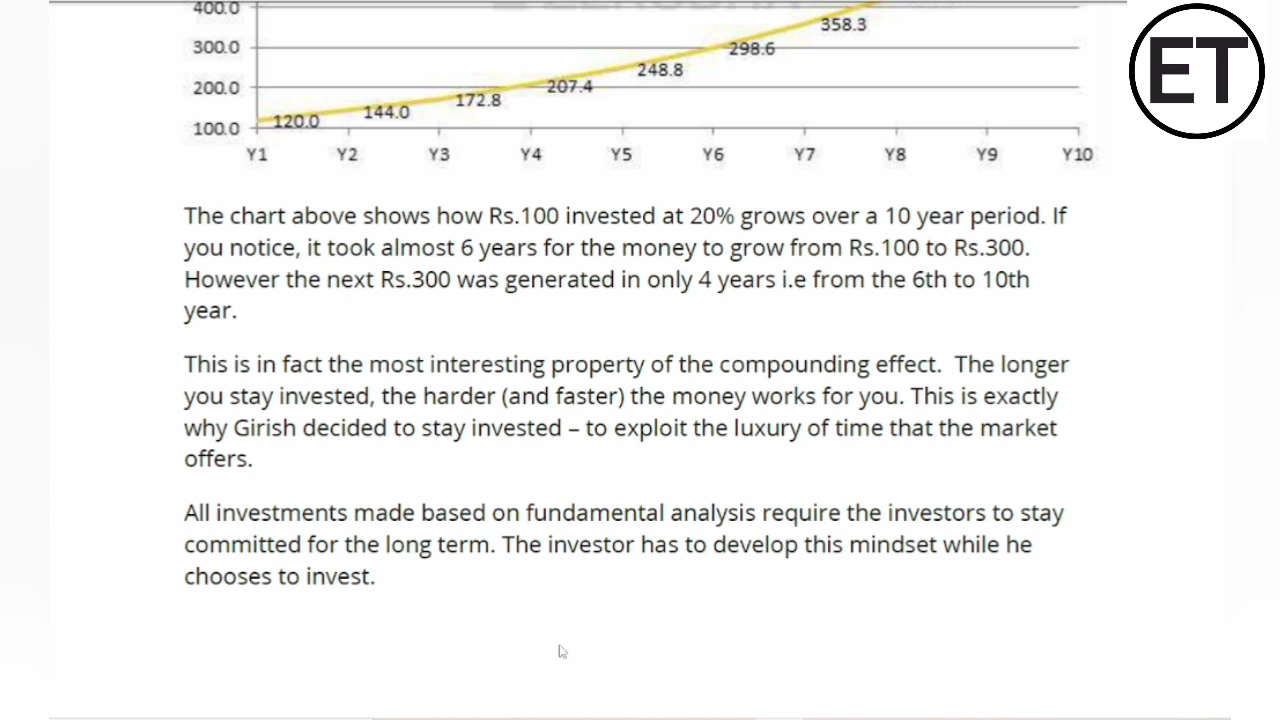 400.0
358.3
ET
300.0
298.6
248.8
200.0
207.4
172.8
144.0
100.0
120.0
Y1 Y2 Y3 Y4 Y5 Y6 Y7 Y8 Y9 Y10
The chart above shows how Rs.100 invested at 20% grows over a 10 year period. If
you notice, it took almost 6 years for the money to grow from Rs.100 to Rs.300.
However the next Rs.300 was generated in only 4 years i.e from the 6th to 10th
year.
This is in fact the most interesting property of the compounding effect.  The longer
you stay invested, the harder (and faster) the money works for you. This is exactly
why Girish decided to stay invested – to exploit the luxury of time that the market
offers.
All investments made based on fundamental analysis require the investors to stay
committed for the long term. The investor has to develop this mindset while he
chooses to invest.